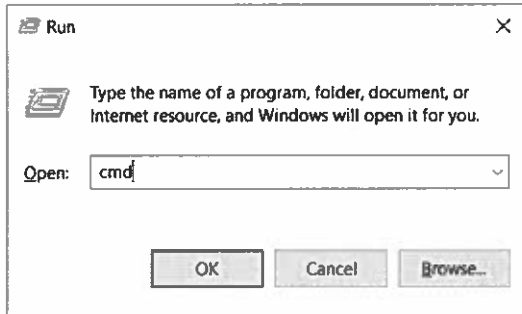 Run
Type the name of a program, folder, document, or
Internet resource, and Windows will open it for you.
Open: cmd
OK Cancel Browse...